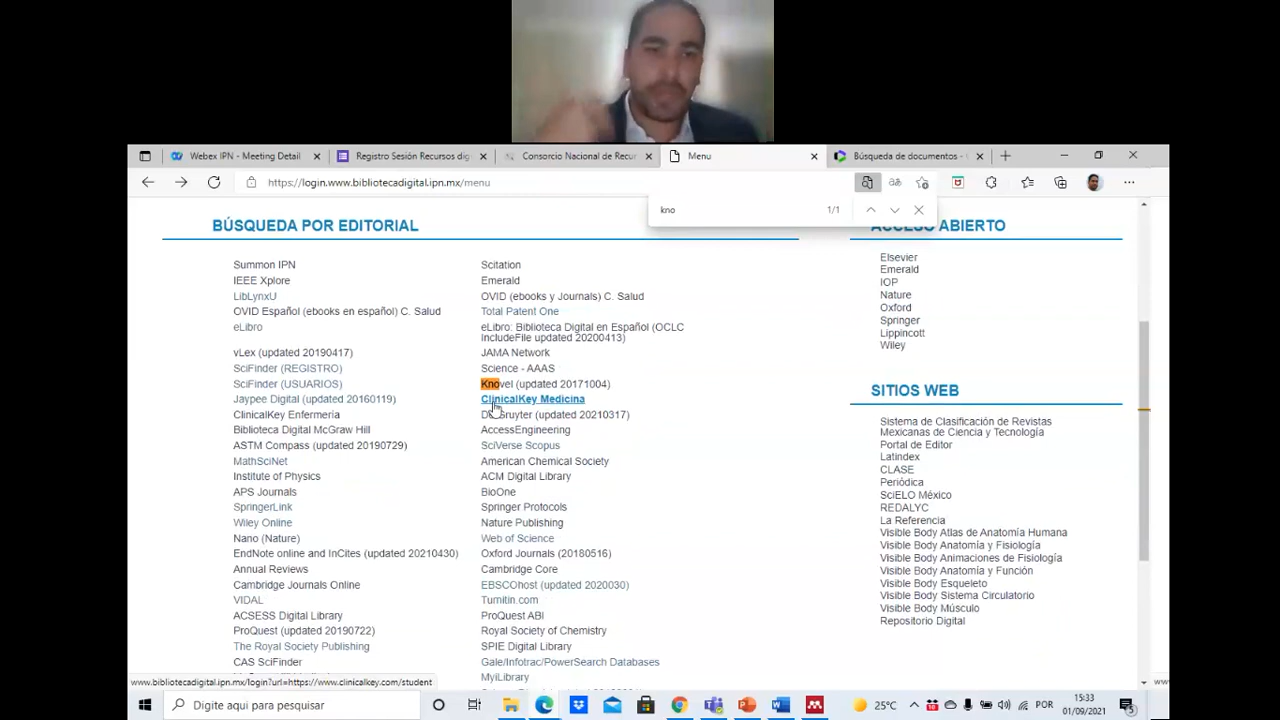 Webex IPN - Meeting Detail
Registro Sesión Recursos dig
Consorcio Nacional de Recur
Menu
Búsqueda de documentos -
https://login.www.bibliotecadigital.ipn.mx/menu
kno
1/1
BÚSQUEDA POR EDITORIAL
Summon IPN
IEEE Xplore
LibLynxU
OVID Español (ebooks en español) C. Salud
eLibro
vLex (updated 20190417)
SciFinder (REGISTRO)
SciFinder (USUARIOS)
Jaypee Digital (updated 20160119)
ClinicalKey Enfermería
Biblioteca Digital McGraw Hill
ASTM Compass (updated 20190729)
MathSciNet
Institute of Physics
APS Journals
SpringerLink
Wiley Online
Nano (Nature)
EndNote online and InCites (updated 20210430)
Annual Reviews
Cambridge Journals Online
VIDAL
ACSESS Digital Library
ProQuest (updated 20190722)
The Royal Society Publishing
CAS SciFinder
Scitation
Emerald
OVID (ebooks y Journals) C. Salud
Total Patent One
eLibro: Biblioteca Digital en Español (OCLC
IncludeFile updated 20200413)
JAMA Network
Science - AAAS
Knovel (updated 20171004)
ClinicalKey Medicina
De Gruyter (updated 20210317)
AccessEngineering
SciVerse Scopus
American Chemical Society
ACM Digital Library
BioOne
Springer Protocols
Nature Publishing
Web of Science
Oxford Journals (20180516)
Cambridge Core
EBSCOhost (updated 2020030)
Turnitin.com
ProQuest ABI
Royal Society of Chemistry
SPIE Digital Library
Gale/Infotrac/PowerSearch Databases
MyiLibrary
ACCESO ABIERTO
Elsevier
Emerald
IOP
Nature
Oxford
Springer
Lippincott
Wiley
SITIOS WEB
Sistema de Clasificación de Revistas
Mexicanas de Ciencia y Tecnología
Portal de Editor
Latindex
CLASE
Periódica
SciELO México
REDALYC
La Referencia
Visible Body Atlas de Anatomía Humana
Visible Body Anatomía y Fisiología
Visible Body Animaciones de Fisiología
Visible Body Anatomía y Función
Visible Body Esqueleto
Visible Body Sistema Circulatorio
Visible Body Músculo
Repositorio Digital
www.bibliotecadigital.ipn.mx/login?url=https://www.clinicalkey.com/student
Digite aqui para pesquisar
25°C
POR
15:33
01/09/2021